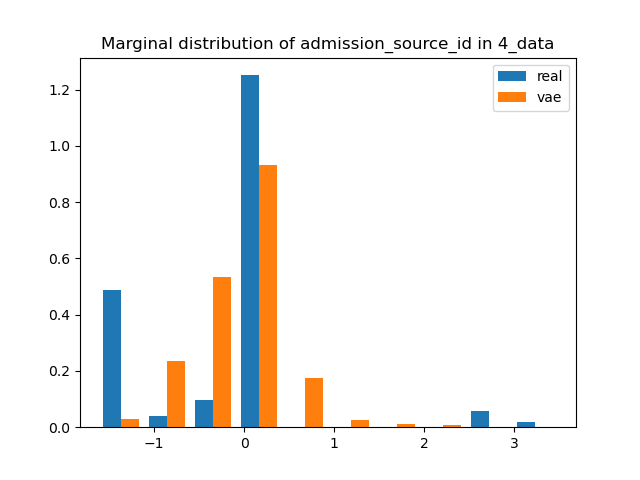 Marginal distribution of admission_source_id in 4_data
real
vae
1.2
1.0
0.8
0.6
0.4
0.2
0.0
−1 0 1 2 3